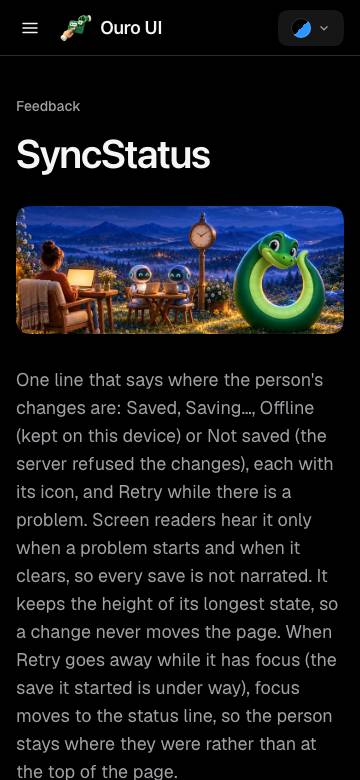 Ouro UI
Feedback
SyncStatus
One line that says where the person's
changes are: Saved, Saving…, Offline
(kept on this device) or Not saved (the
server refused the changes), each with
its icon, and Retry while there is a
problem. Screen readers hear it only
when a problem starts and when it
clears, so every save is not narrated. It
keeps the height of its longest state, so
a change never moves the page. When
Retry goes away while it has focus (the
save it started is under way), focus
moves to the status line, so the person
stays where they were rather than at
the top of the page.